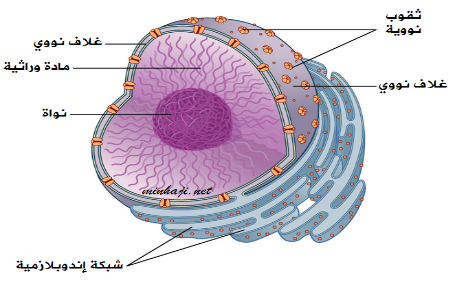 ثقوب
نووية
غلاف نووي
مادة وراثية
غلاف نووي
نواة
minhaji.net
شبكة إندوبلازمية